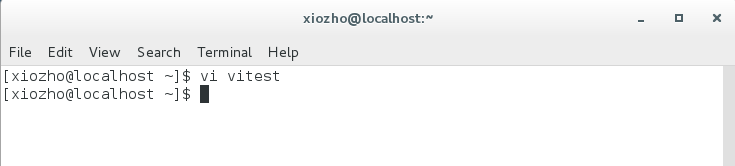 xiozho@localhost:~
File Edit View Search Terminal Help
[xiozho@localhost ~]$ vi vitest
[xiozho@localhost ~]$